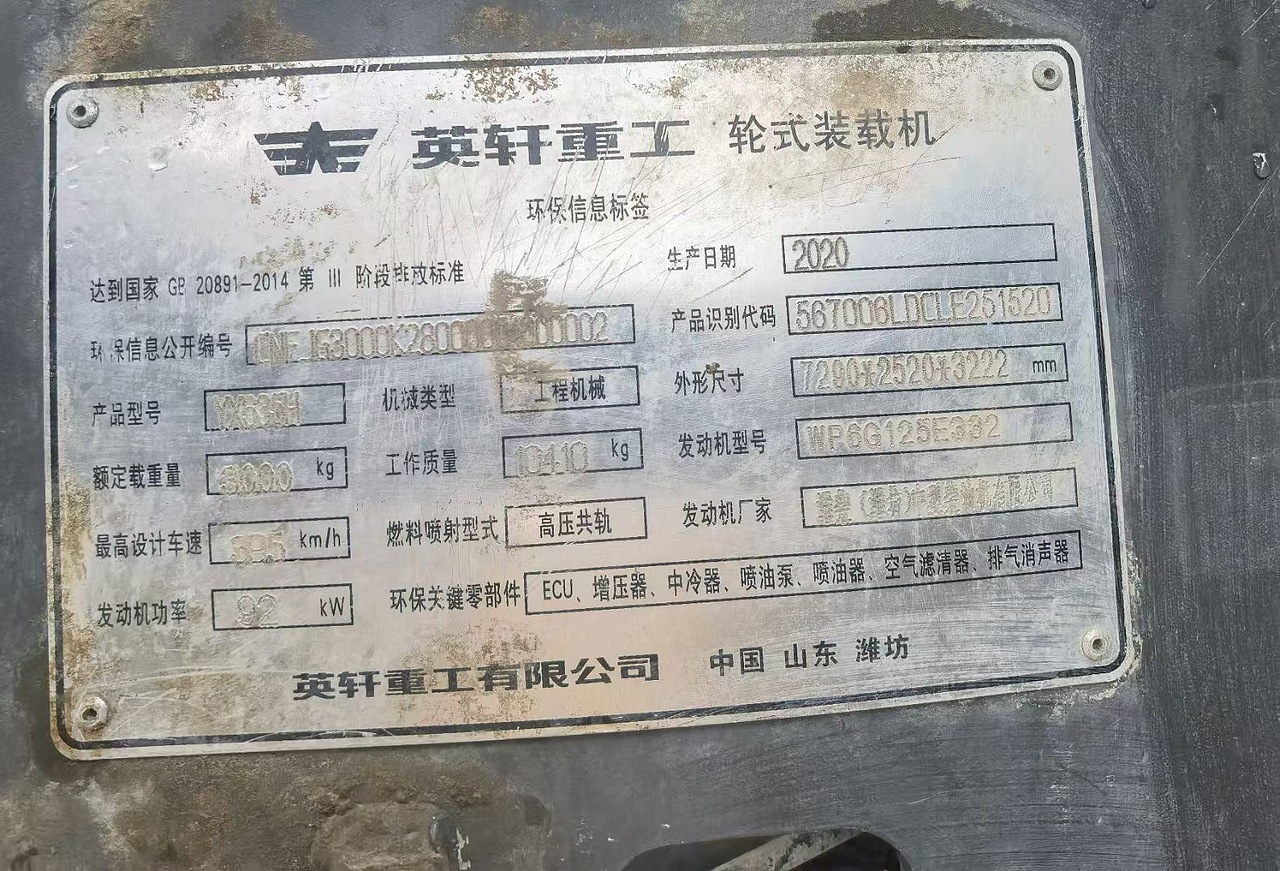 英轩重工 轮式装载机
环保信息标签
达到国家 GB 20891-2014 第 III 阶段排放标准
生产日期 2020
环保信息公开编号
产品识别代码
产品型号
机械类型 工程机械
外形尺寸 7290*2520*3222 mm
额定载重量 3000 kg
工作质量 10410 kg
发动机型号 WP6G125E332
最高设计车速 km/h
燃料喷射型式 高压共轨
发动机厂家
发动机功率 92 kW
环保关键零部件 ECU、增压器、中冷器、喷油泵、喷油器、空气滤清器、排气消声器
英轩重工有限公司 中国 山东 潍坊